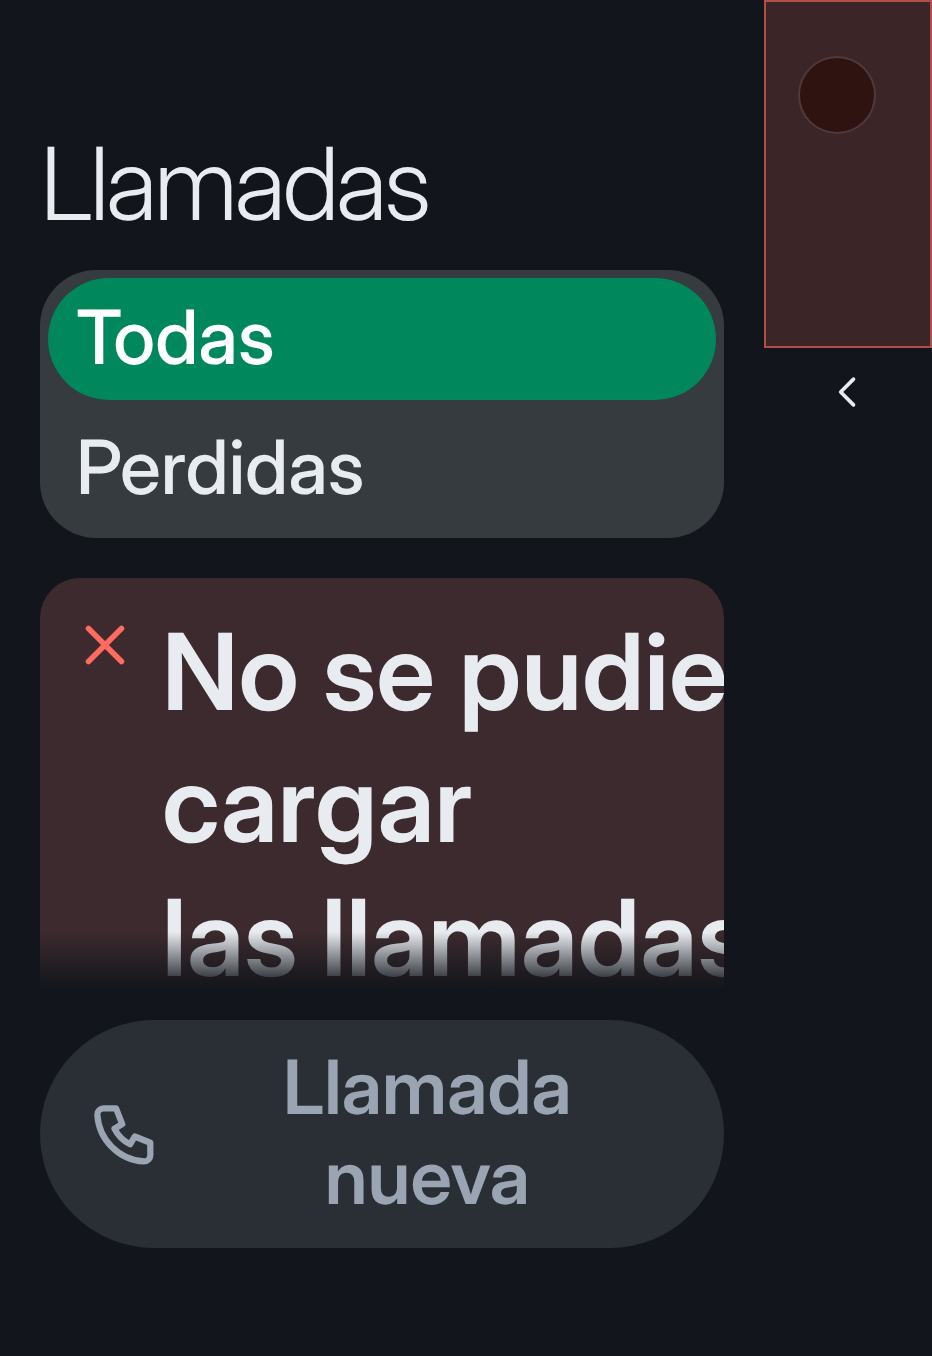 Llamadas
Todas
Perdidas
No se pudie
cargar
las llamadas
Llamada
nueva